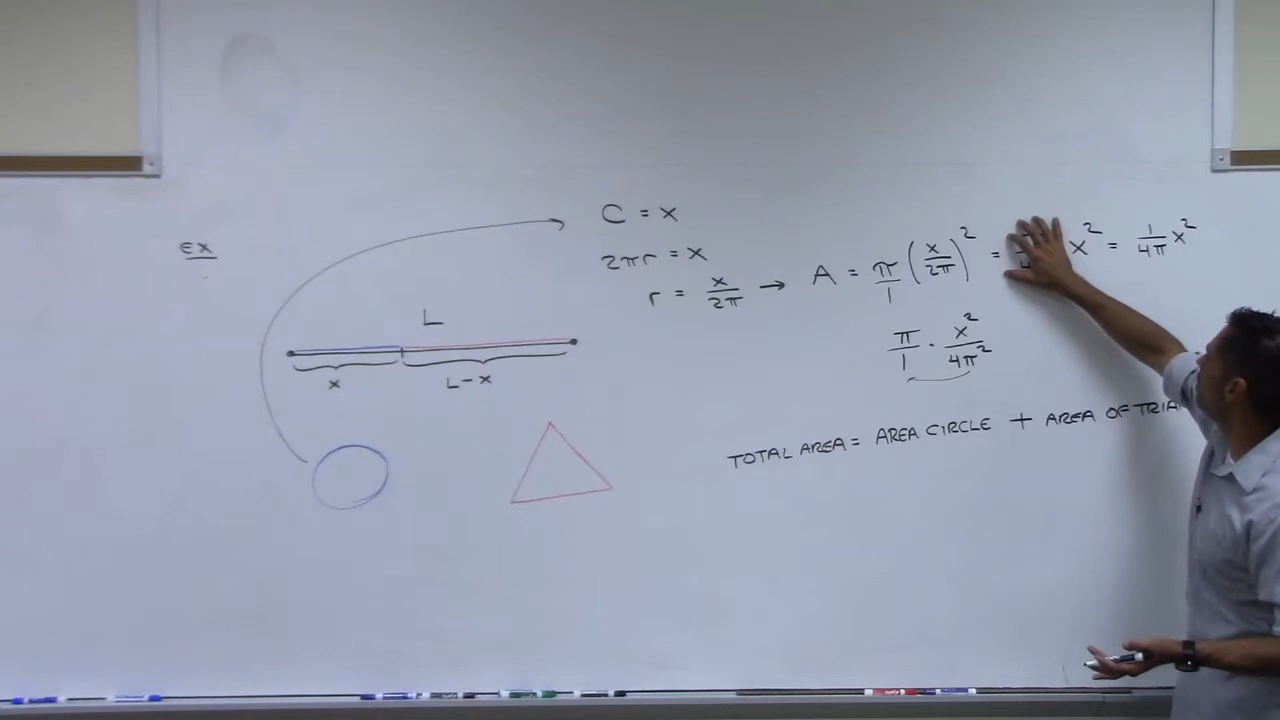 EX
L
x
L-x
C = x
2πr = x
r = x/2π → A = π/1 (x/2π)² = x² = 1/4π x²
π/1 · x²/4π²
TOTAL AREA = AREA CIRCLE + AREA OF